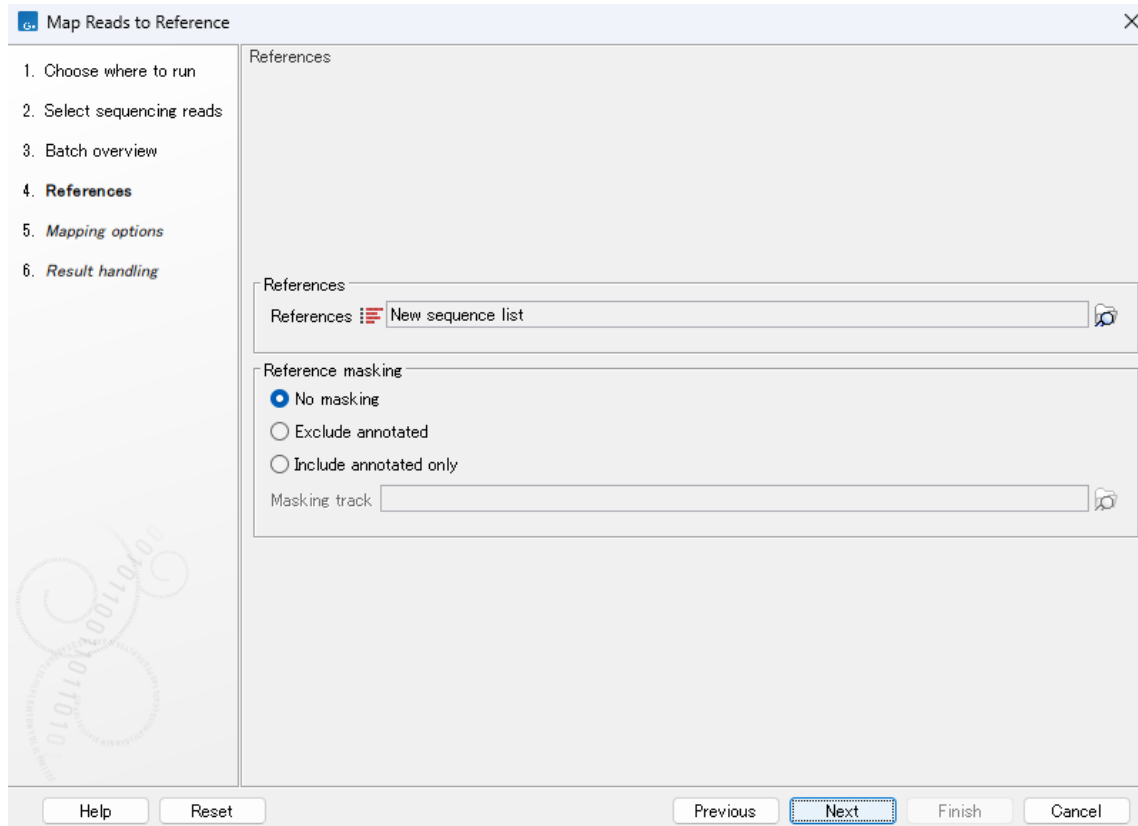 G.
Map Reads to Reference
1. Choose where to run
2. Select sequencing reads
3. Batch overview
4. References
5. Mapping options
6. Result handling
References
References
References New sequence list
Reference masking
No masking
Exclude annotated
Include annotated only
Masking track
Help Reset Previous Next Finish Cancel